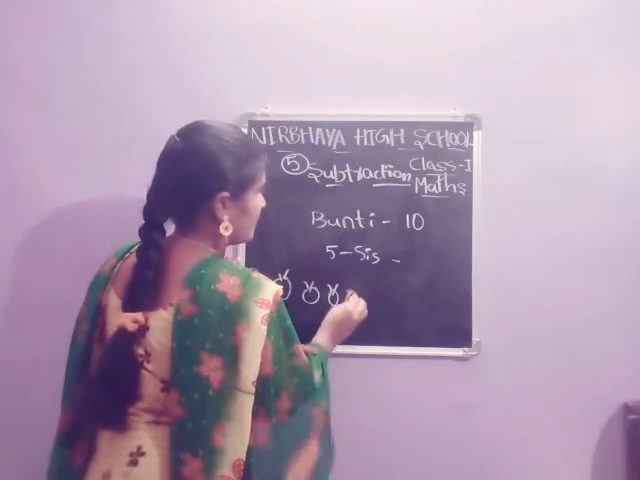 NIRBHAYA HIGH SCHOOL
⑤ Subtraction Class-I
Maths
Bunti - 10
5 - Sis -